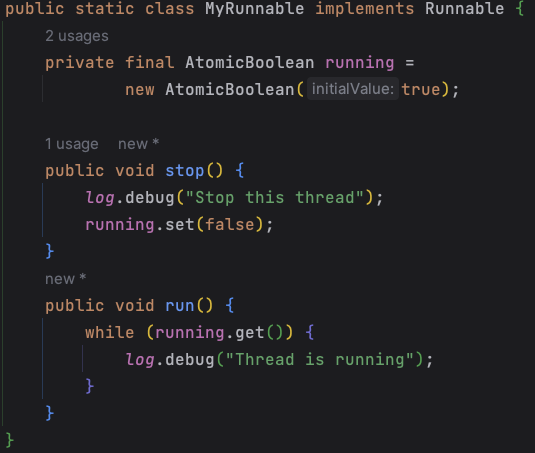 public static class MyRunnable implements Runnable {
2 usages
private final AtomicBoolean running =
new AtomicBoolean( initialValue: true);
1 usage new *
public void stop() {
log.debug("Stop this thread");
running.set(false);
}
new *
public void run() {
while (running.get()) {
log.debug("Thread is running");
}
}
}